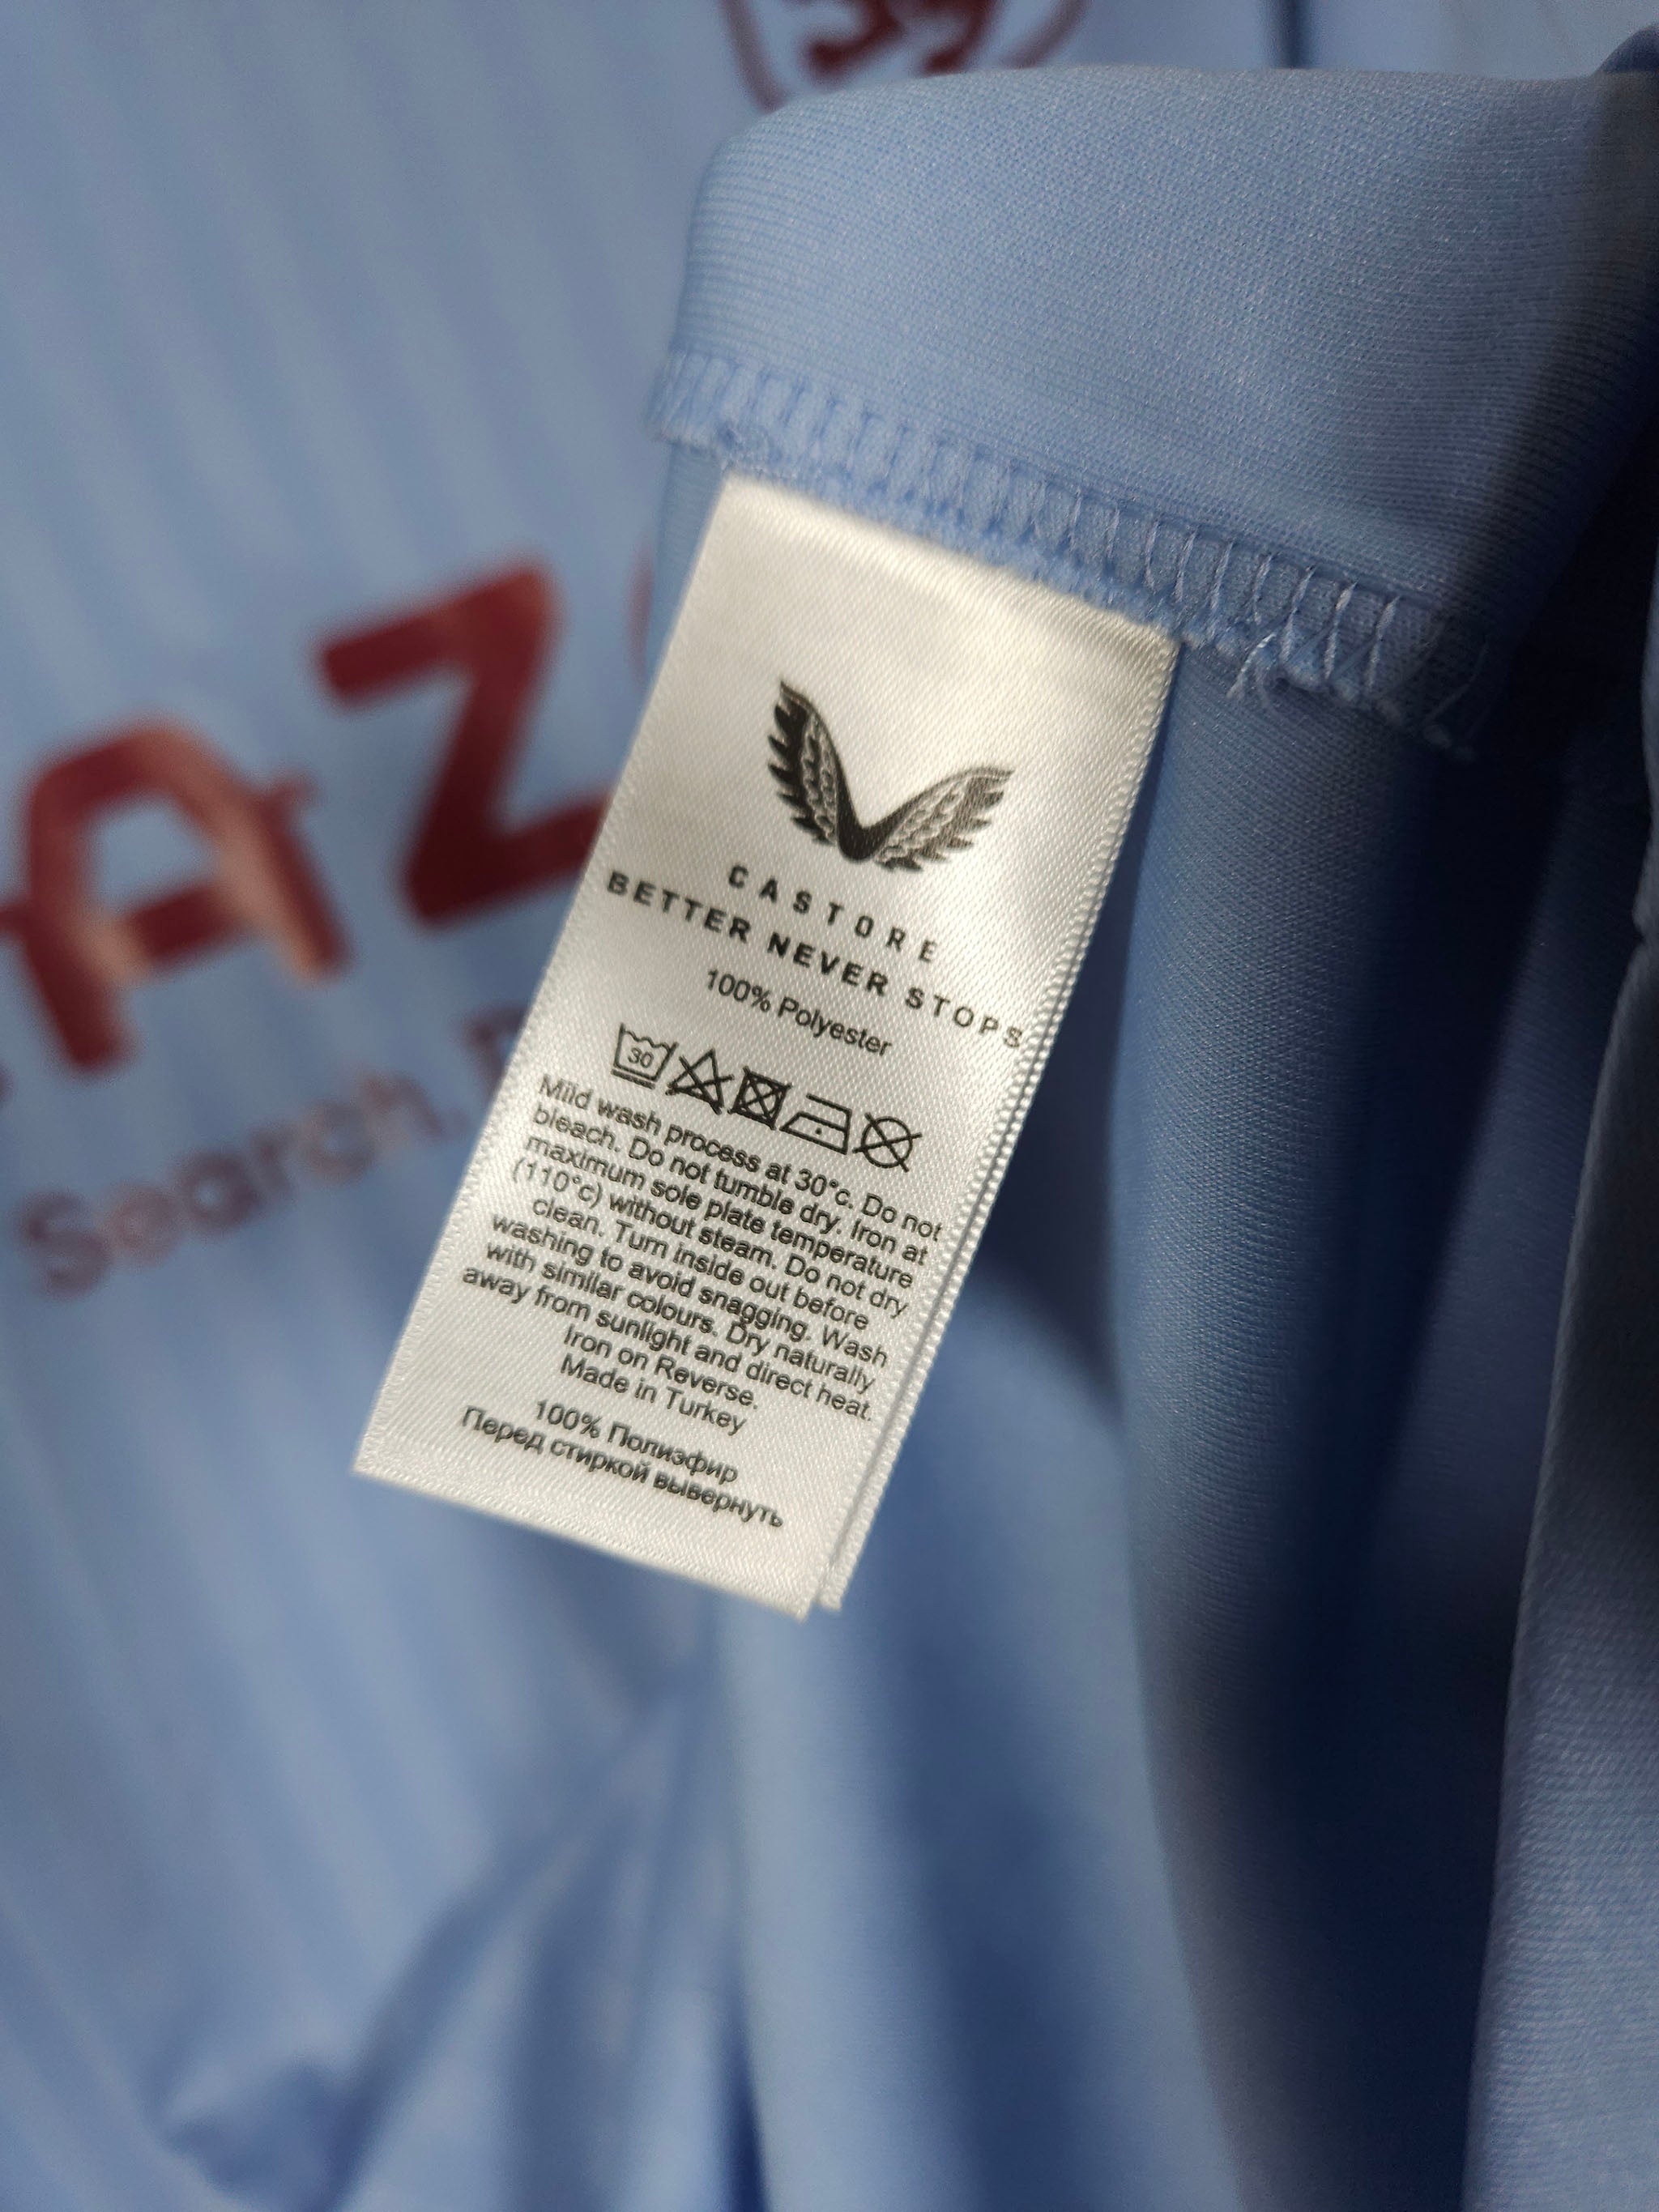 AZ
Search.
CASTORE
BETTER NEVER STOPS
100% Polyester
30
Mild wash process at 30°c. Do not
bleach. Do not tumble dry. Iron at
maximum sole plate temperature
(110°c) without steam. Do not dry
clean. Turn inside out before
washing to avoid snagging. Wash
with similar colours. Dry naturally
away from sunlight and direct heat.
Iron on Reverse.
Made in Turkey
100% Полиэфир
Перед стиркой вывернуть